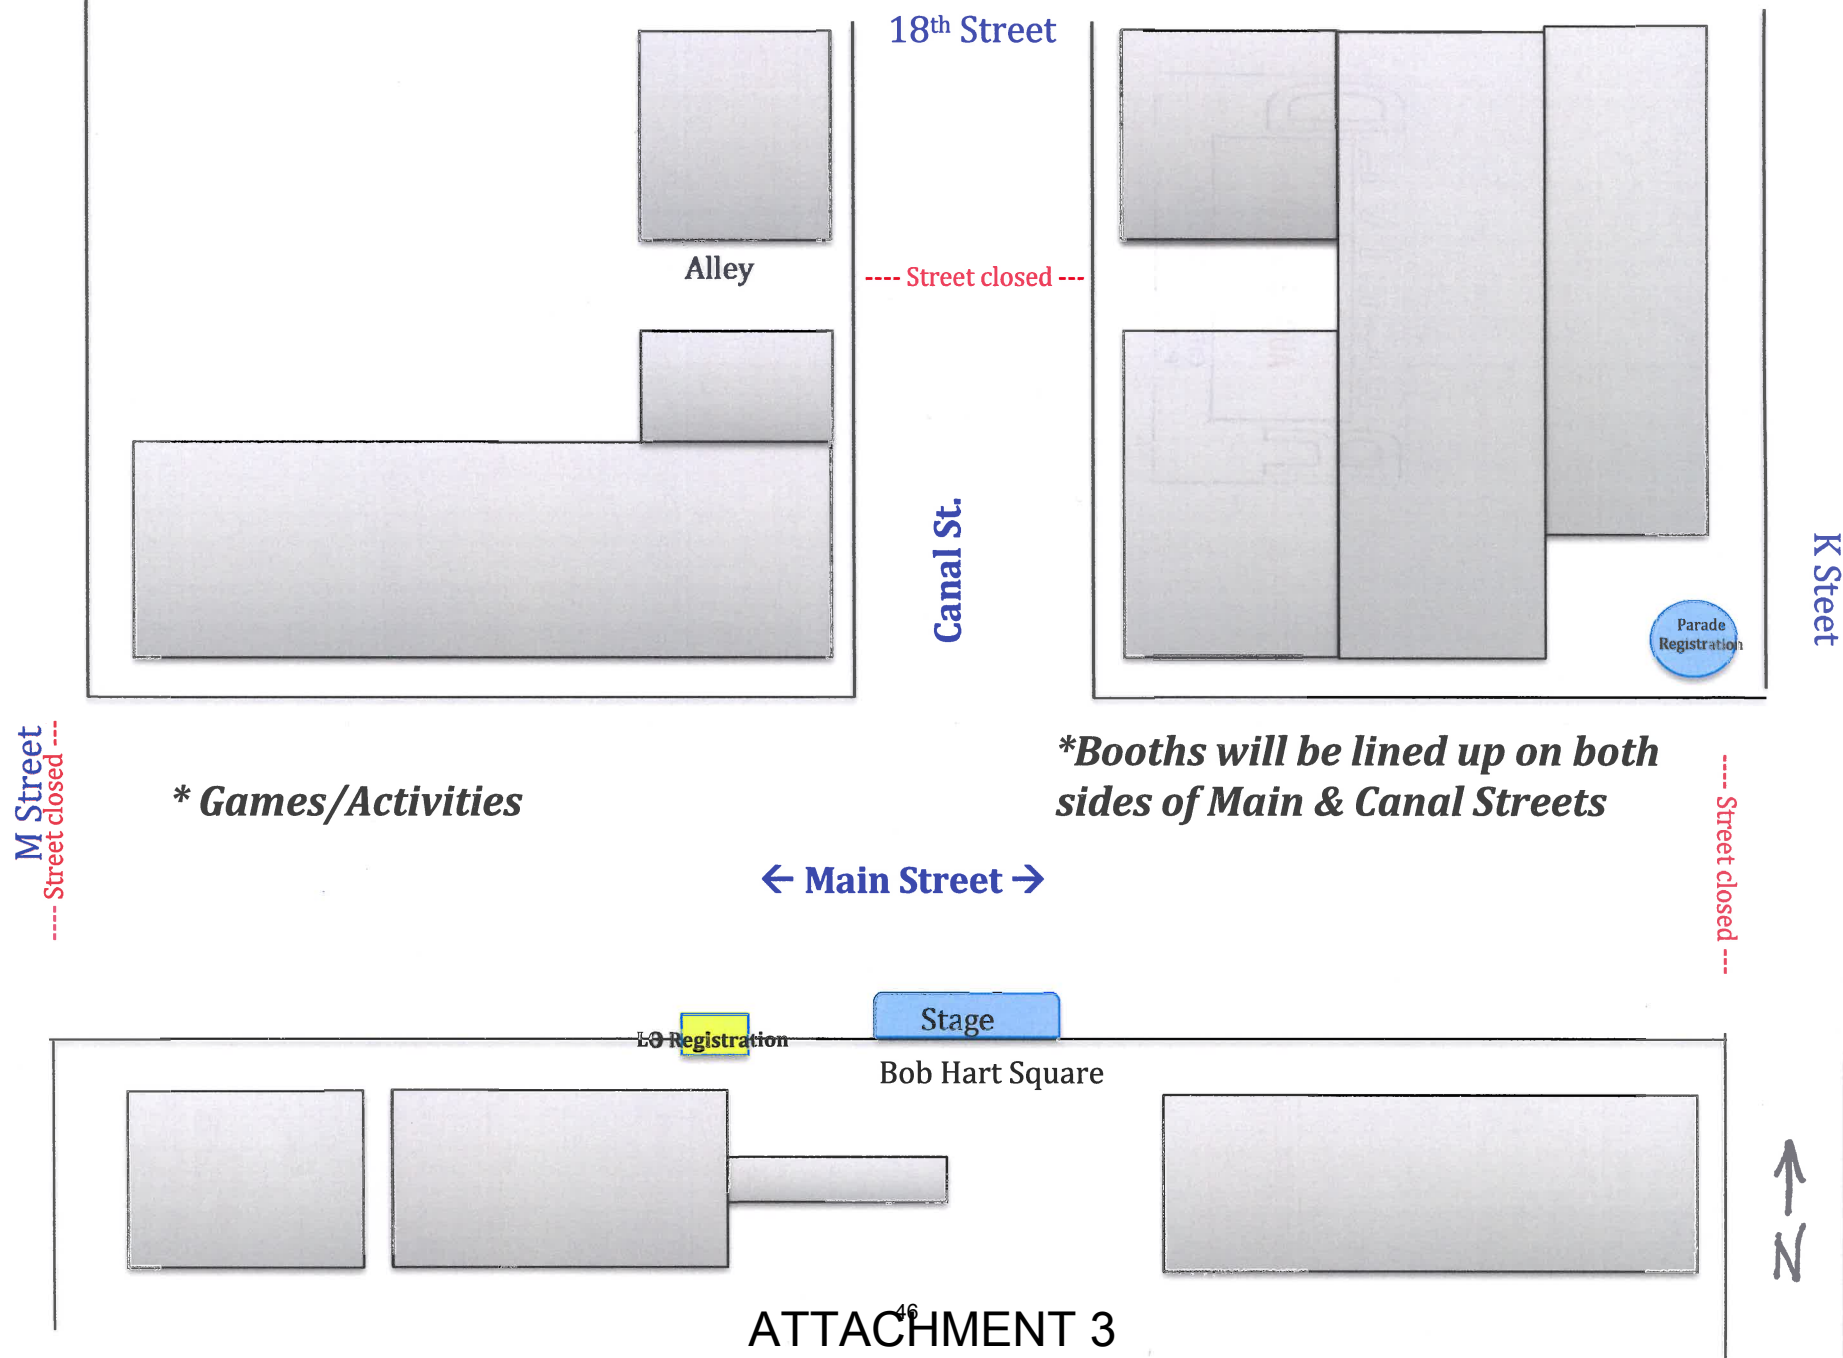 18th Street
Alley
---- Street closed ---
Canal St.
K Steet
Parade
Registration
M Street
---- Street closed ---
* Games/Activities
*Booths will be lined up on both
sides of Main & Canal Streets
---- Street closed ---
← Main Street →
Stage
Registration
Bob Hart Square
N
46
ATTACHMENT 3